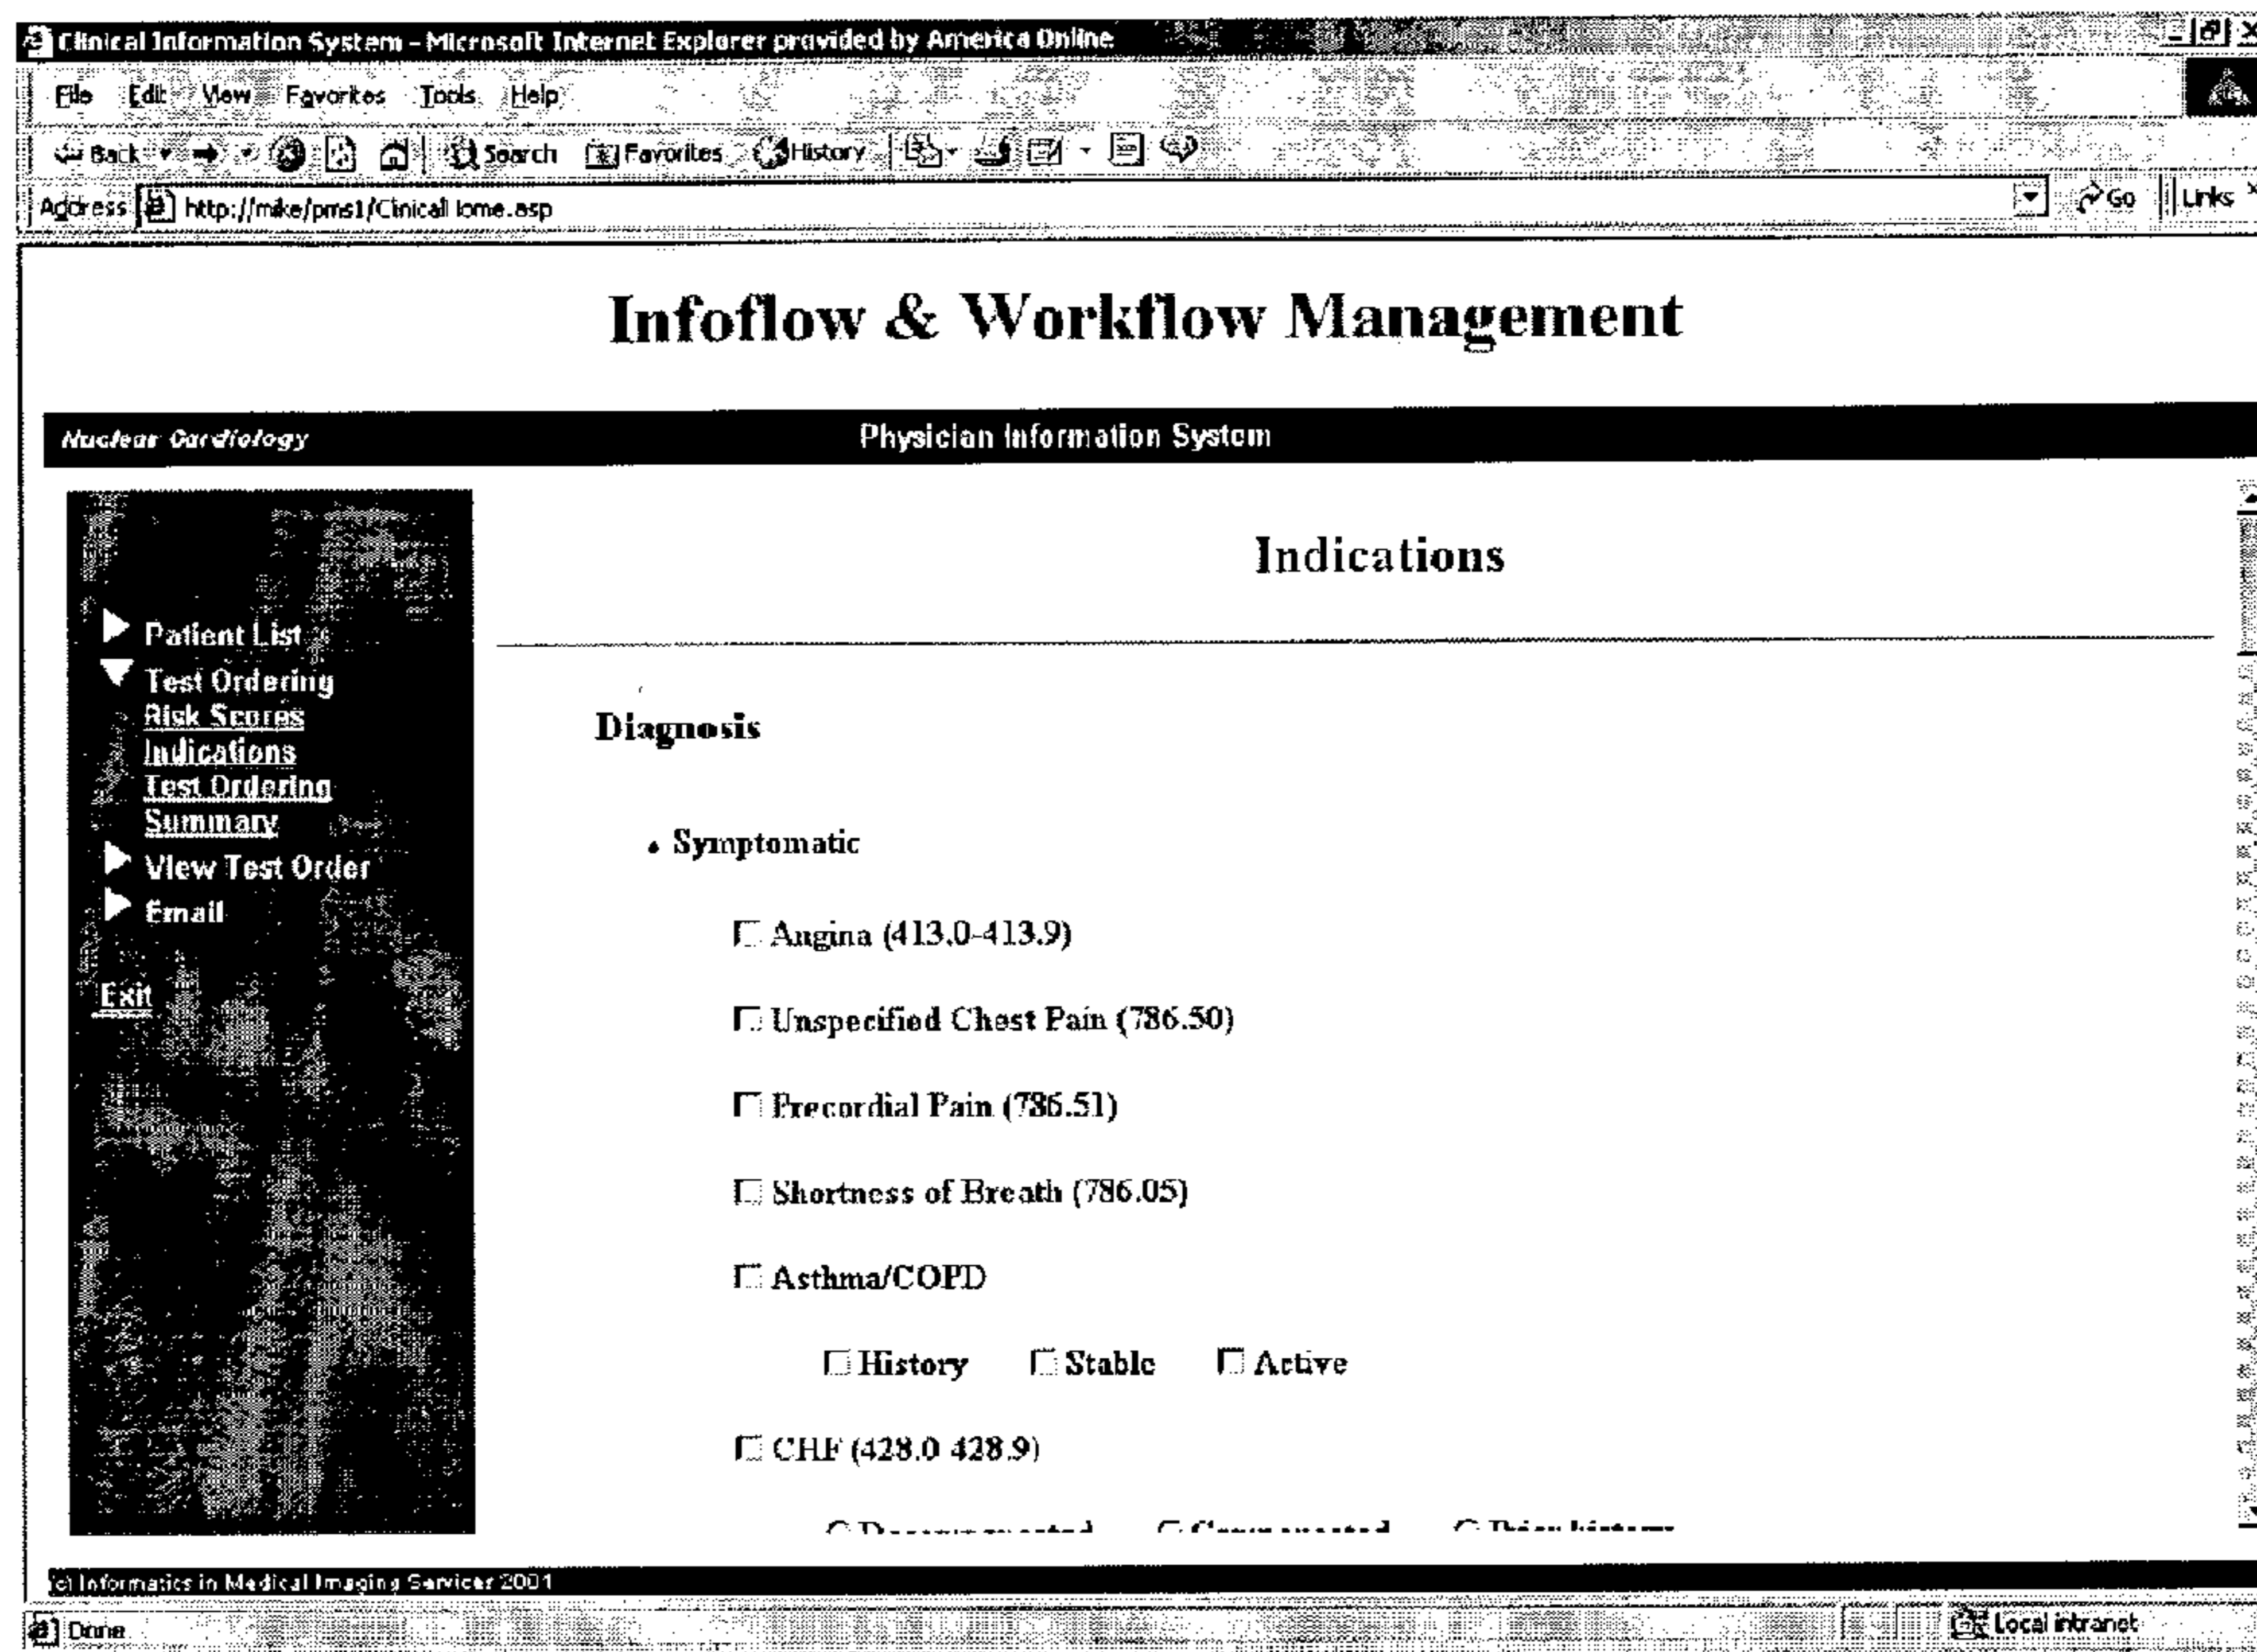 Clinical Information System - Microsoft Internet Explorer provided by America Online
File Edit View Favorites Tools Help
Back Search Favorites History
Address http://mike/pms1/ClinicalHome.asp Go Links
Infoflow & Workflow Management
Nuclear Cardiology Physician Information System
Indications
Patient List
Test Ordering
Risk Scores
Indications
Test Ordering
Summary
View Test Order
Email
Exit
Diagnosis
Symptomatic
Angina (413.0-413.9)
Unspecified Chest Pain (786.50)
Precordial Pain (786.51)
Shortness of Breath (786.05)
Asthma/COPD
History Stable Active
CHF (428.0 428.9)
Prior history
(c) Informatics in Medical Imaging Services 2001
Done Local intranet